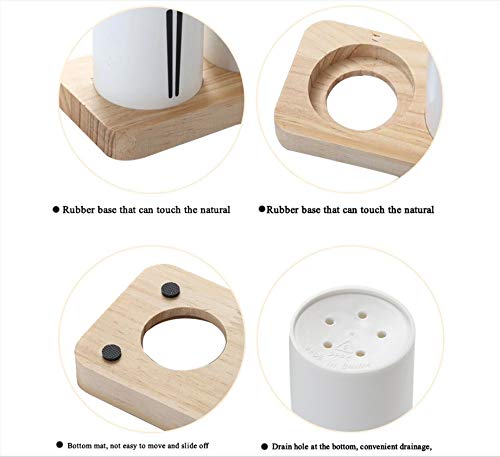 ● Rubber base that can touch the natural
● Rubber base that can touch the natural
● Bottom mat, not easy to move and slide off
● Drain hole at the bottom, convenient drainage,